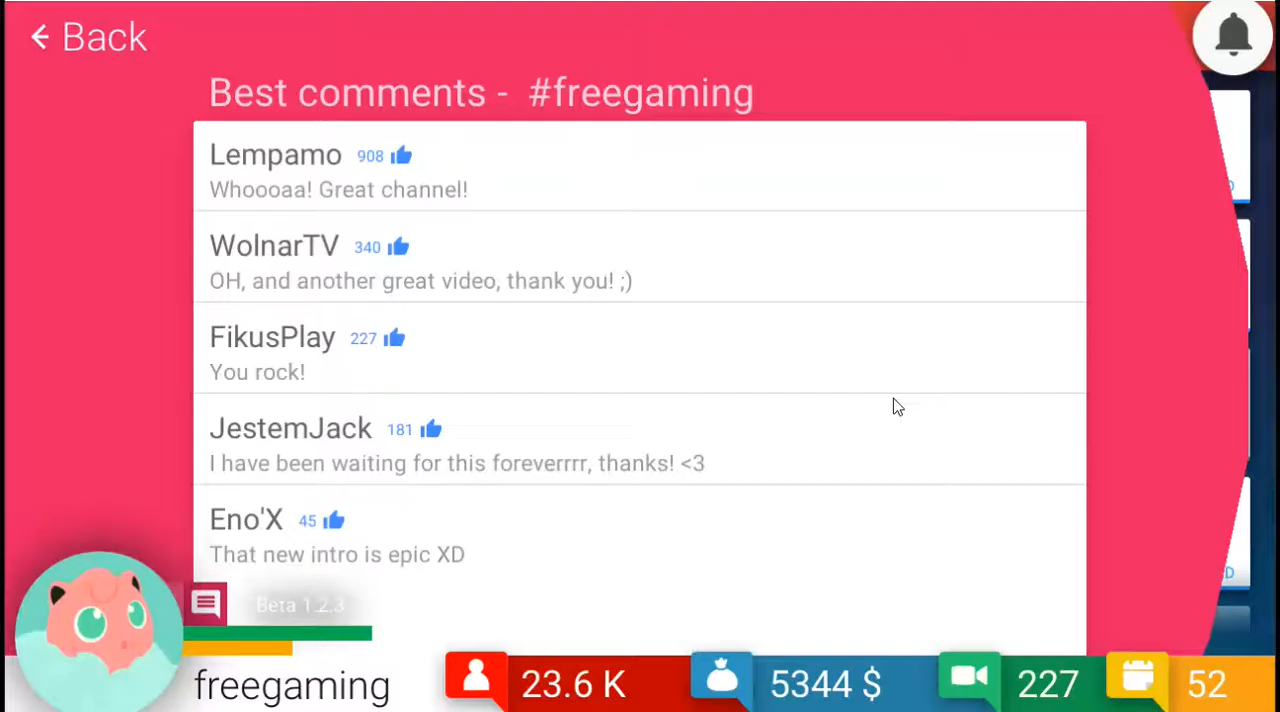 Back
Best comments - #freegaming
Lempamo 908
Whoooaa! Great channel!
WolnarTV 340
OH, and another great video, thank you! ;)
FikusPlay 227
You rock!
JestemJack 181
I have been waiting for this foreverrrr, thanks! <3
Eno'X 45
That new intro is epic XD
Beta 1.2.3
freegaming
23.6 K
5344 $
227
52